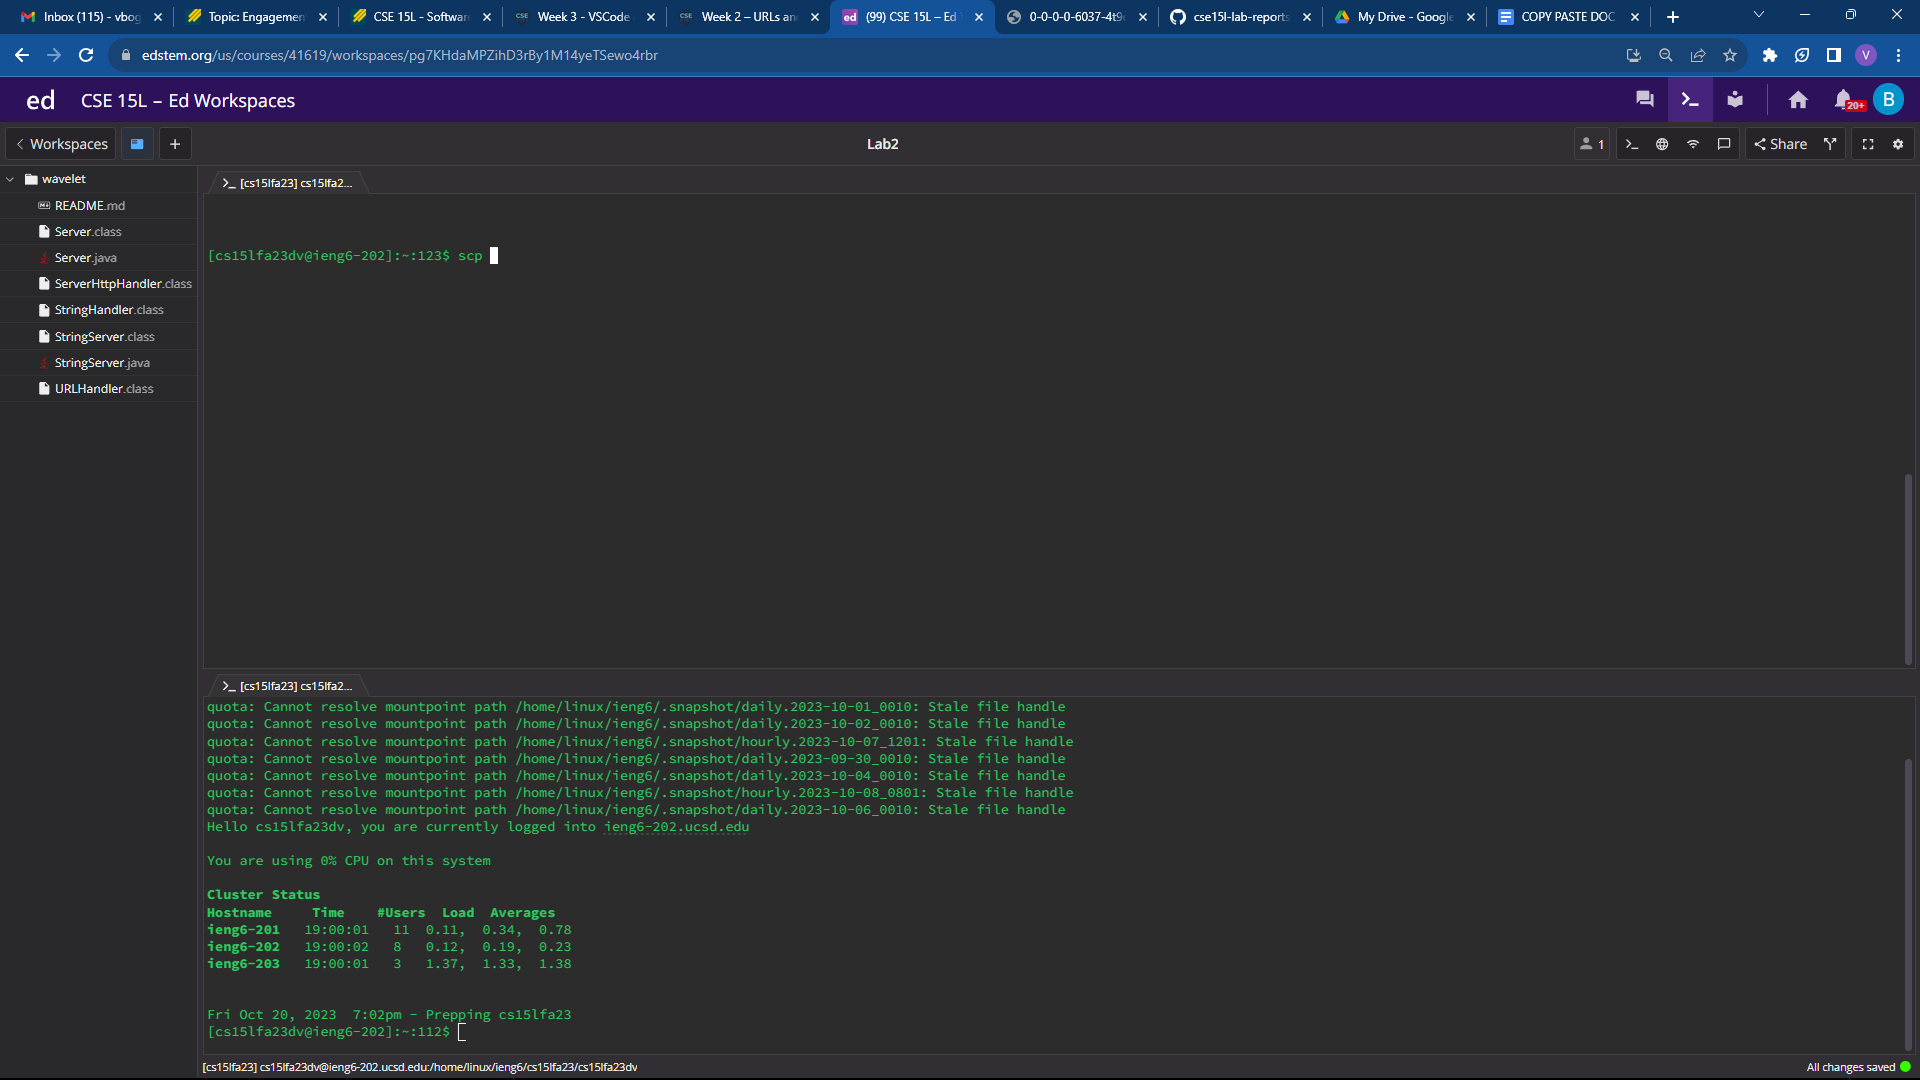 Inbox (115) - vbog
Topic: Engagemen
CSE 15L - Softwar
Week 3 - VSCode
Week 2 – URLs an
(99) CSE 15L – Ed
0-0-0-0-6037-4t9
cse15l-lab-reports
My Drive - Google
COPY PASTE DOC
edstem.org/us/courses/41619/workspaces/pg7KHdaMPZihD3rBy1M14yeTSewo4rbr
V
ed CSE 15L – Ed Workspaces
20+
B
Workspaces
Lab2
1
Share
wavelet
README.md
Server.class
Server.java
ServerHttpHandler.class
StringHandler.class
StringServer.class
StringServer.java
URLHandler.class
[cs15lfa23] cs15lfa2...
[cs15lfa23dv@ieng6-202]:~:123$ scp
[cs15lfa23] cs15lfa2...
quota: Cannot resolve mountpoint path /home/linux/ieng6/.snapshot/daily.2023-10-01_0010: Stale file handle
quota: Cannot resolve mountpoint path /home/linux/ieng6/.snapshot/daily.2023-10-02_0010: Stale file handle
quota: Cannot resolve mountpoint path /home/linux/ieng6/.snapshot/hourly.2023-10-07_1201: Stale file handle
quota: Cannot resolve mountpoint path /home/linux/ieng6/.snapshot/daily.2023-09-30_0010: Stale file handle
quota: Cannot resolve mountpoint path /home/linux/ieng6/.snapshot/daily.2023-10-04_0010: Stale file handle
quota: Cannot resolve mountpoint path /home/linux/ieng6/.snapshot/hourly.2023-10-08_0801: Stale file handle
quota: Cannot resolve mountpoint path /home/linux/ieng6/.snapshot/daily.2023-10-06_0010: Stale file handle
Hello cs15lfa23dv, you are currently logged into ieng6-202.ucsd.edu
You are using 0% CPU on this system
Cluster Status
Hostname Time #Users Load Averages
ieng6-201 19:00:01 11 0.11, 0.34, 0.78
ieng6-202 19:00:02 8 0.12, 0.19, 0.23
ieng6-203 19:00:01 3 1.37, 1.33, 1.38
Fri Oct 20, 2023 7:02pm - Prepping cs15lfa23
[cs15lfa23dv@ieng6-202]:~:112$
[cs15lfa23] cs15lfa23dv@ieng6-202.ucsd.edu:/home/linux/ieng6/cs15lfa23/cs15lfa23dv
All changes saved